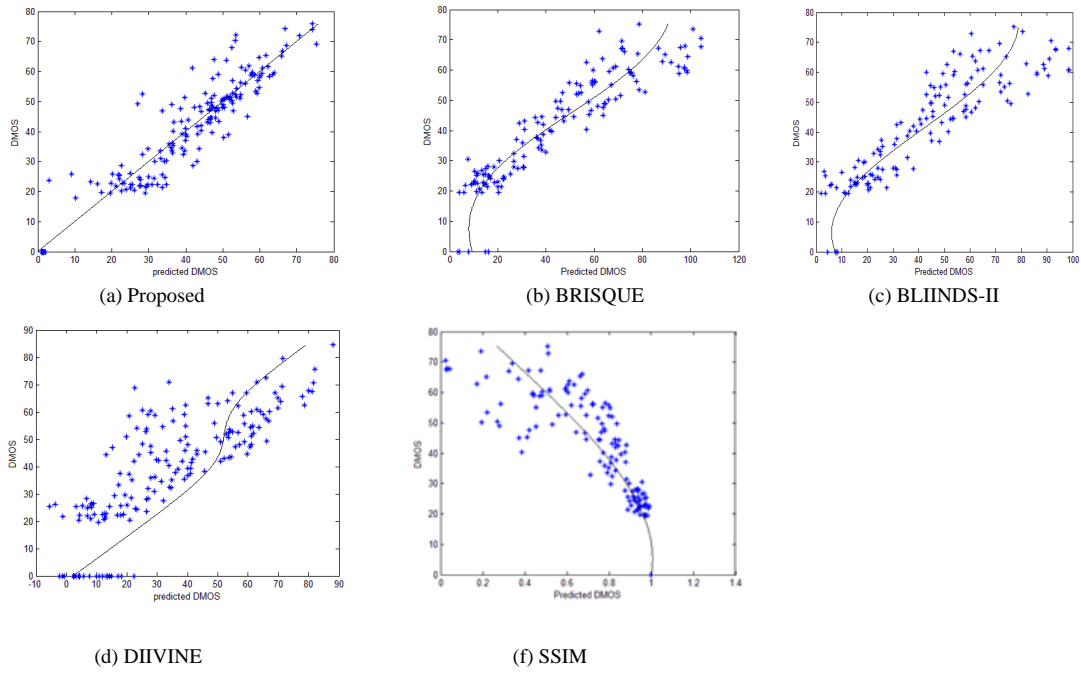 80
70
60
50
40
30
20
10
0
DMOS
0 10 20 30 40 50 60 70 80
predicted DMOS
(a) Proposed
80
70
60
50
40
30
20
10
0
DMOS
0 20 40 60 80 100 120
Predicted DMOS
(b) BRISQUE
80
70
60
50
40
30
20
10
0
DMOS
0 10 20 30 40 50 60 70 80 90 100
Predicted DMOS
(c) BLIINDS-II
90
80
70
60
50
40
30
20
10
0
DMOS
-10 0 10 20 30 40 50 60 70 80 90
predicted DMOS
(d) DIIVINE
80
70
60
50
40
30
20
10
0
DMOS
0 0.2 0.4 0.6 0.8 1 1.2 1.4
Predicted DMOS
(f) SSIM